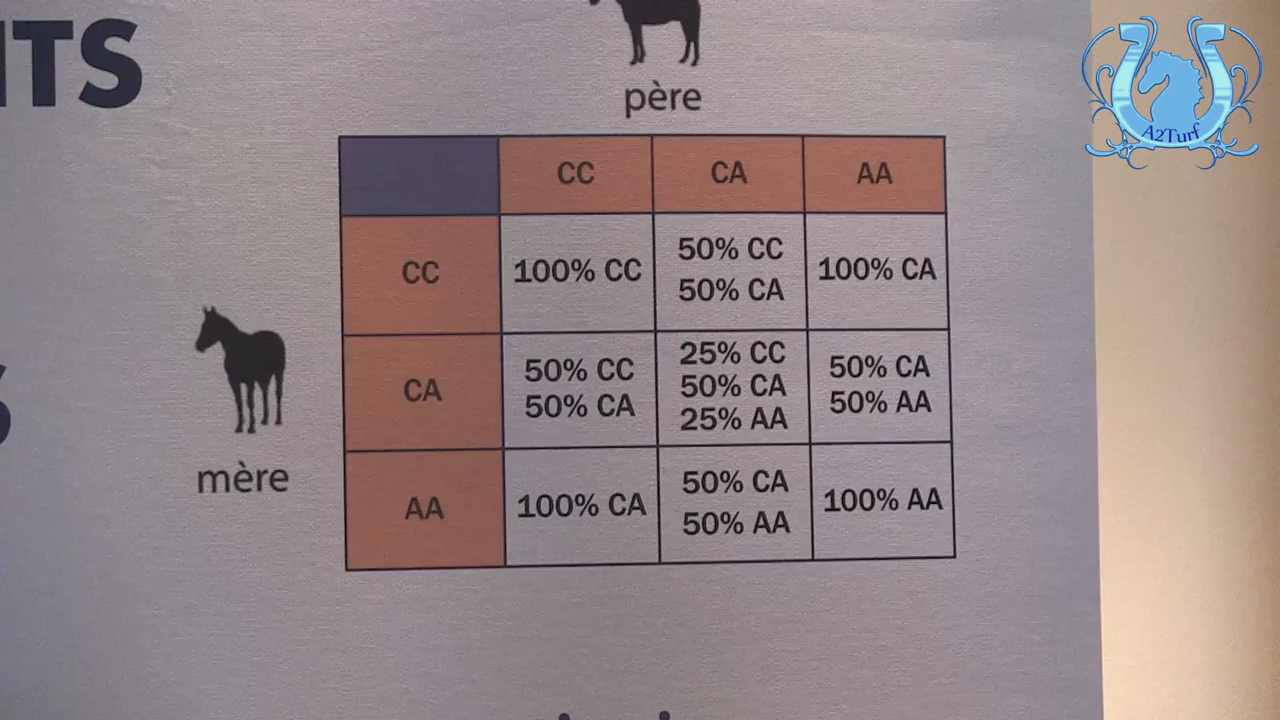 ITS
père
CC CA AA
CC 100% CC 50% CC 50% CA 100% CA
CA 50% CC 50% CA 25% CC 50% CA 25% AA 50% CA 50% AA
AA 100% CA 50% CA 50% AA 100% AA
mère
S
A2Turf